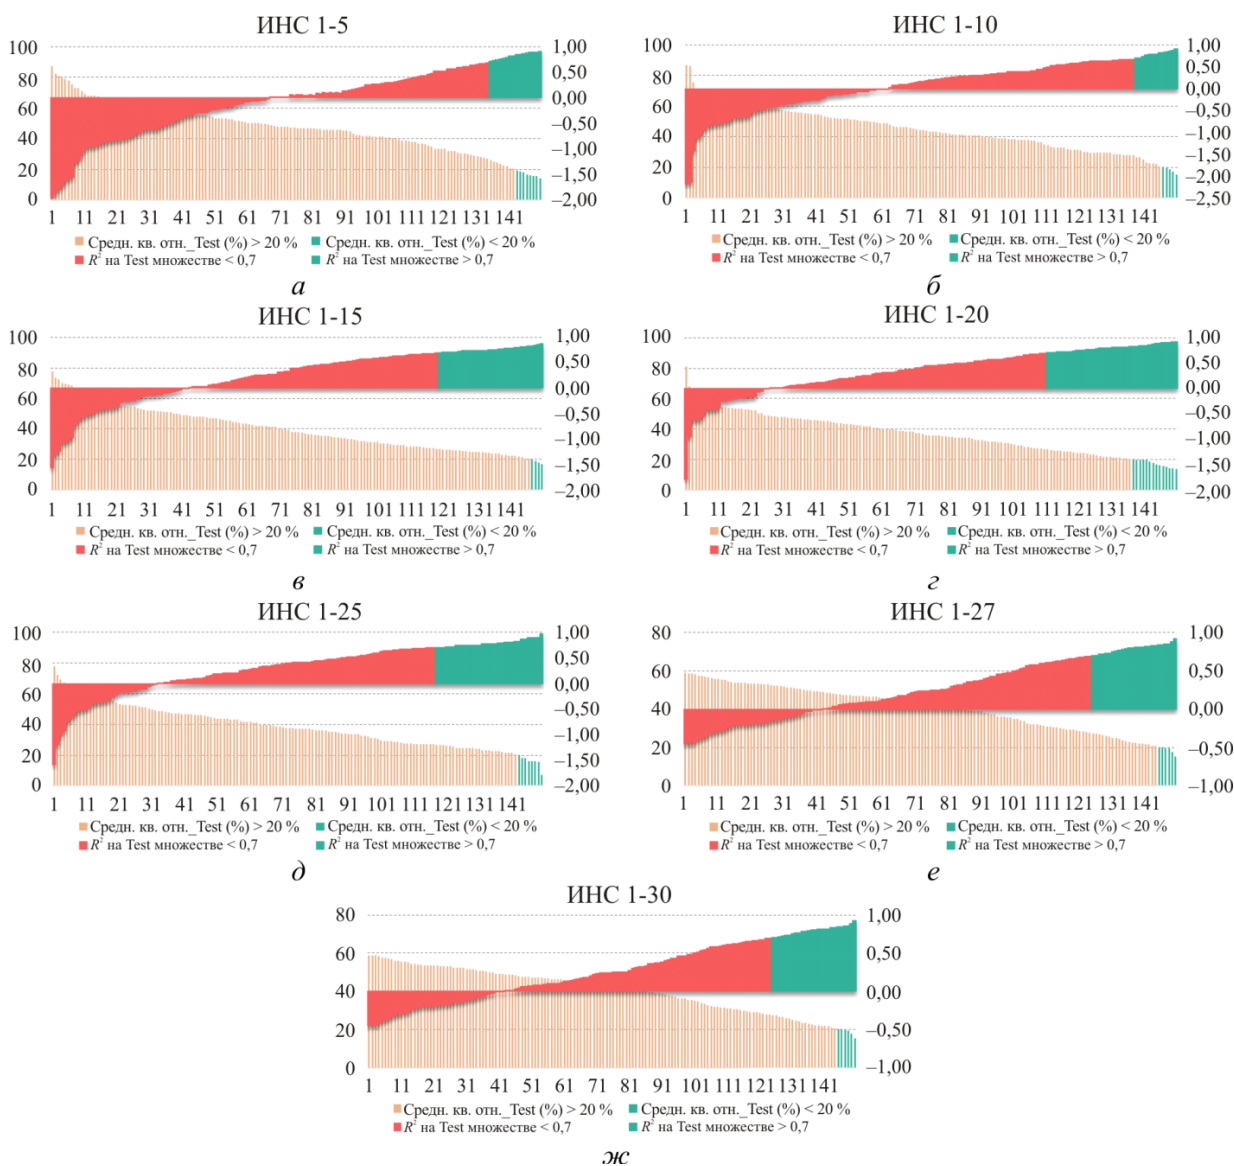 ИНС 1-5
100
80
60
40
20
0
1,00
0,50
0,00
–0,50
–1,00
–1,50
–2,00
1 11 21 31 41 51 61 71 81 91 101 111 121 131 141
Средн. кв. отн._Test (%) > 20 % Средн. кв. отн._Test (%) < 20 %
R² на Test множестве < 0,7 R² на Test множестве > 0,7
а
ИНС 1-10
100
80
60
40
20
0
1,00
0,50
0,00
–0,50
–1,00
–1,50
–2,00
–2,50
1 11 21 31 41 51 61 71 81 91 101 111 121 131 141
Средн. кв. отн._Test (%) > 20 % Средн. кв. отн._Test (%) < 20 %
R² на Test множестве < 0,7 R² на Test множестве > 0,7
б
ИНС 1-15
100
80
60
40
20
0
1,00
0,50
0,00
–0,50
–1,00
–1,50
–2,00
1 11 21 31 41 51 61 71 81 91 101 111 121 131 141
Средн. кв. отн._Test (%) > 20 % Средн. кв. отн._Test (%) < 20 %
R² на Test множестве < 0,7 R² на Test множестве > 0,7
в
ИНС 1-20
100
80
60
40
20
0
1,00
0,50
0,00
–0,50
–1,00
–1,50
–2,00
1 11 21 31 41 51 61 71 81 91 101 111 121 131 141
Средн. кв. отн._Test (%) > 20 % Средн. кв. отн._Test (%) < 20 %
R² на Test множестве < 0,7 R² на Test множестве > 0,7
г
ИНС 1-25
100
80
60
40
20
0
1,00
0,50
0,00
–0,50
–1,00
–1,50
–2,00
1 11 21 31 41 51 61 71 81 91 101 111 121 131 141
Средн. кв. отн._Test (%) > 20 % Средн. кв. отн._Test (%) < 20 %
R² на Test множестве < 0,7 R² на Test множестве > 0,7
д
ИНС 1-27
80
60
40
20
0
1,00
0,50
0,00
–0,50
–1,00
1 11 21 31 41 51 61 71 81 91 101 111 121 131 141
Средн. кв. отн._Test (%) > 20 % Средн. кв. отн._Test (%) < 20 %
R² на Test множестве < 0,7 R² на Test множестве > 0,7
е
ИНС 1-30
80
60
40
20
0
1,00
0,50
0,00
–0,50
–1,00
1 11 21 31 41 51 61 71 81 91 101 111 121 131 141
Средн. кв. отн._Test (%) > 20 % Средн. кв. отн._Test (%) < 20 %
R² на Test множестве < 0,7 R² на Test множестве > 0,7
ж